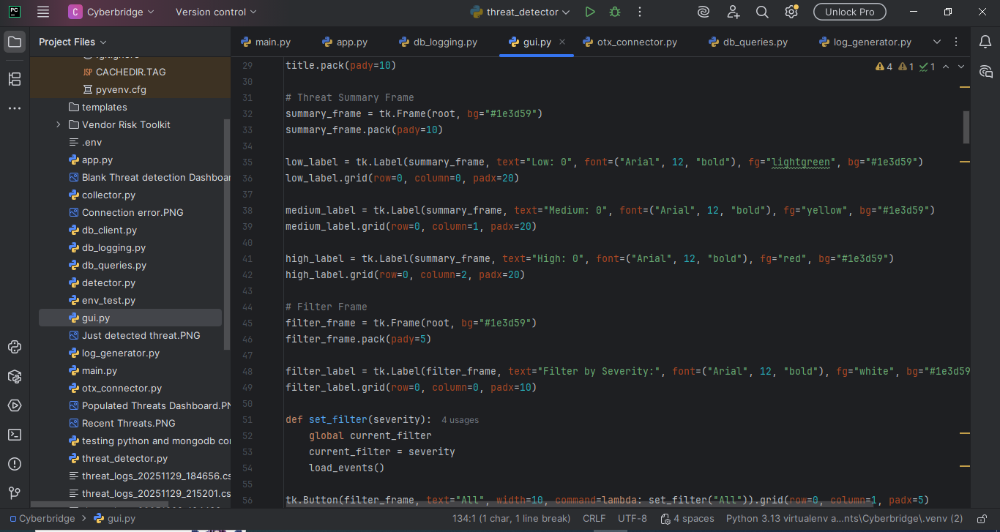 PC
C Cyberbridge
Version control
threat_detector
Unlock Pro
Project Files
main.py
app.py
db_logging.py
gui.py
otx_connector.py
db_queries.py
log_generator.py
.gitignore
JSP CACHEDIR.TAG
pyvenv.cfg
templates
Vendor Risk Toolkit
.env
app.py
Blank Threat detection Dashboar
collector.py
Connection error.PNG
db_client.py
db_logging.py
db_queries.py
detector.py
env_test.py
gui.py
Just detected threat.PNG
log_generator.py
main.py
otx_connector.py
Populated Threats Dashboard.PN
Recent Threats.PNG
testing python and mongodb con
threat_detector.py
threat_logs_20251129_184656.cs
threat_logs_20251129_215201.cs
4 1 1
29 title.pack(pady=10)
30
31 # Threat Summary Frame
32 summary_frame = tk.Frame(root, bg="#1e3d59")
33 summary_frame.pack(pady=10)
34
35 low_label = tk.Label(summary_frame, text="Low: 0", font=("Arial", 12, "bold"), fg="lightgreen", bg="#1e3d59")
36 low_label.grid(row=0, column=0, padx=20)
37
38 medium_label = tk.Label(summary_frame, text="Medium: 0", font=("Arial", 12, "bold"), fg="yellow", bg="#1e3d59")
39 medium_label.grid(row=0, column=1, padx=20)
40
41 high_label = tk.Label(summary_frame, text="High: 0", font=("Arial", 12, "bold"), fg="red", bg="#1e3d59")
42 high_label.grid(row=0, column=2, padx=20)
43
44 # Filter Frame
45 filter_frame = tk.Frame(root, bg="#1e3d59")
46 filter_frame.pack(pady=5)
47
48 filter_label = tk.Label(filter_frame, text="Filter by Severity:", font=("Arial", 12, "bold"), fg="white", bg="#1e3d59
49 filter_label.grid(row=0, column=0, padx=10)
50
51 def set_filter(severity): 4 usages
52 global current_filter
53 current_filter = severity
54 load_events()
55
56 tk.Button(filter_frame, text="All", width=10, command=lambda: set_filter("All")).grid(row=0, column=1, padx=5)
Cyberbridge > gui.py
134:1 (1 char, 1 line break)
CRLF
UTF-8
4 spaces
Python 3.13 virtualenv a...nts\Cyberbridge\.venv (2)